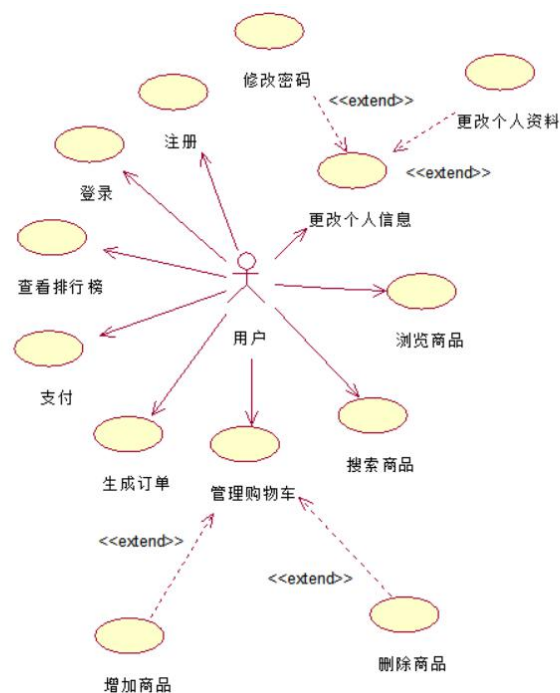 修改密码
<<extend>>
更改个人资料
注册
<<extend>>
登录
更改个人信息
查看排行榜
用户
浏览商品
支付
生成订单
管理购物车
搜索商品
<<extend>>
<<extend>>
增加商品
删除商品